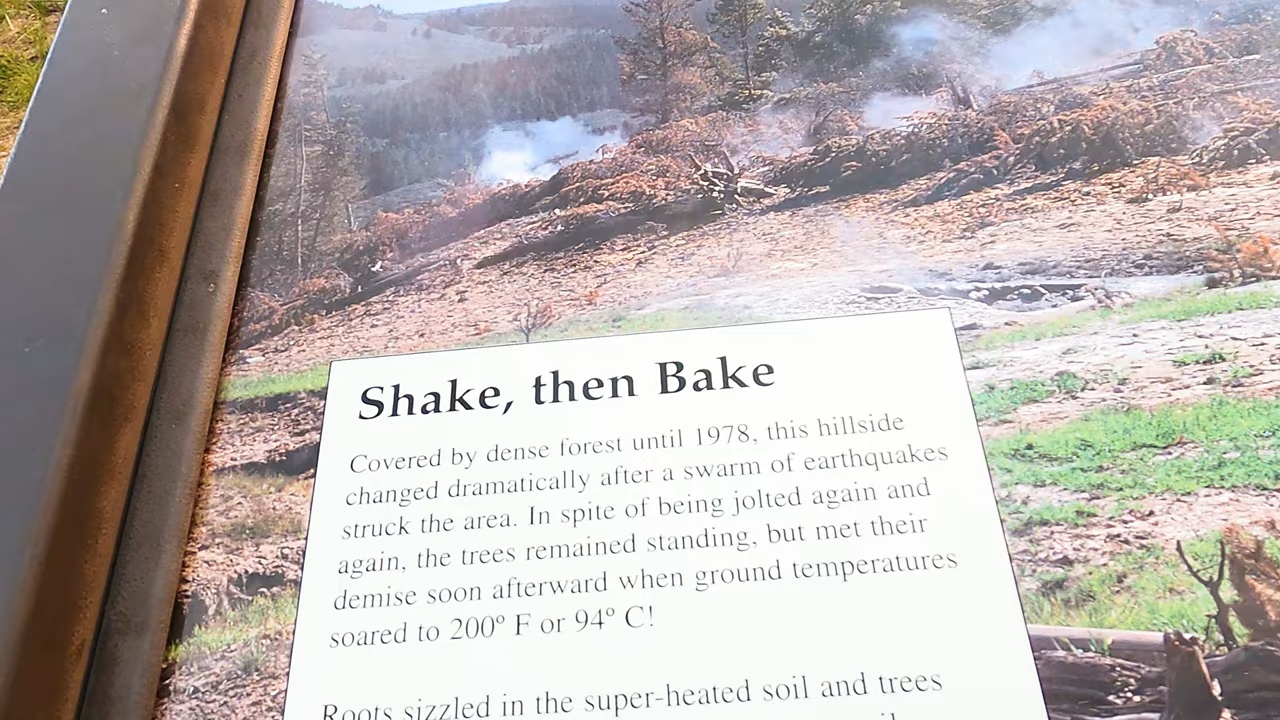 Shake, then Bake
Covered by dense forest until 1978, this hillside
changed dramatically after a swarm of earthquakes
struck the area. In spite of being jolted again and
again, the trees remained standing, but met their
demise soon afterward when ground temperatures
soared to 200º F or 94º C!
Roots sizzled in the super-heated soil and trees